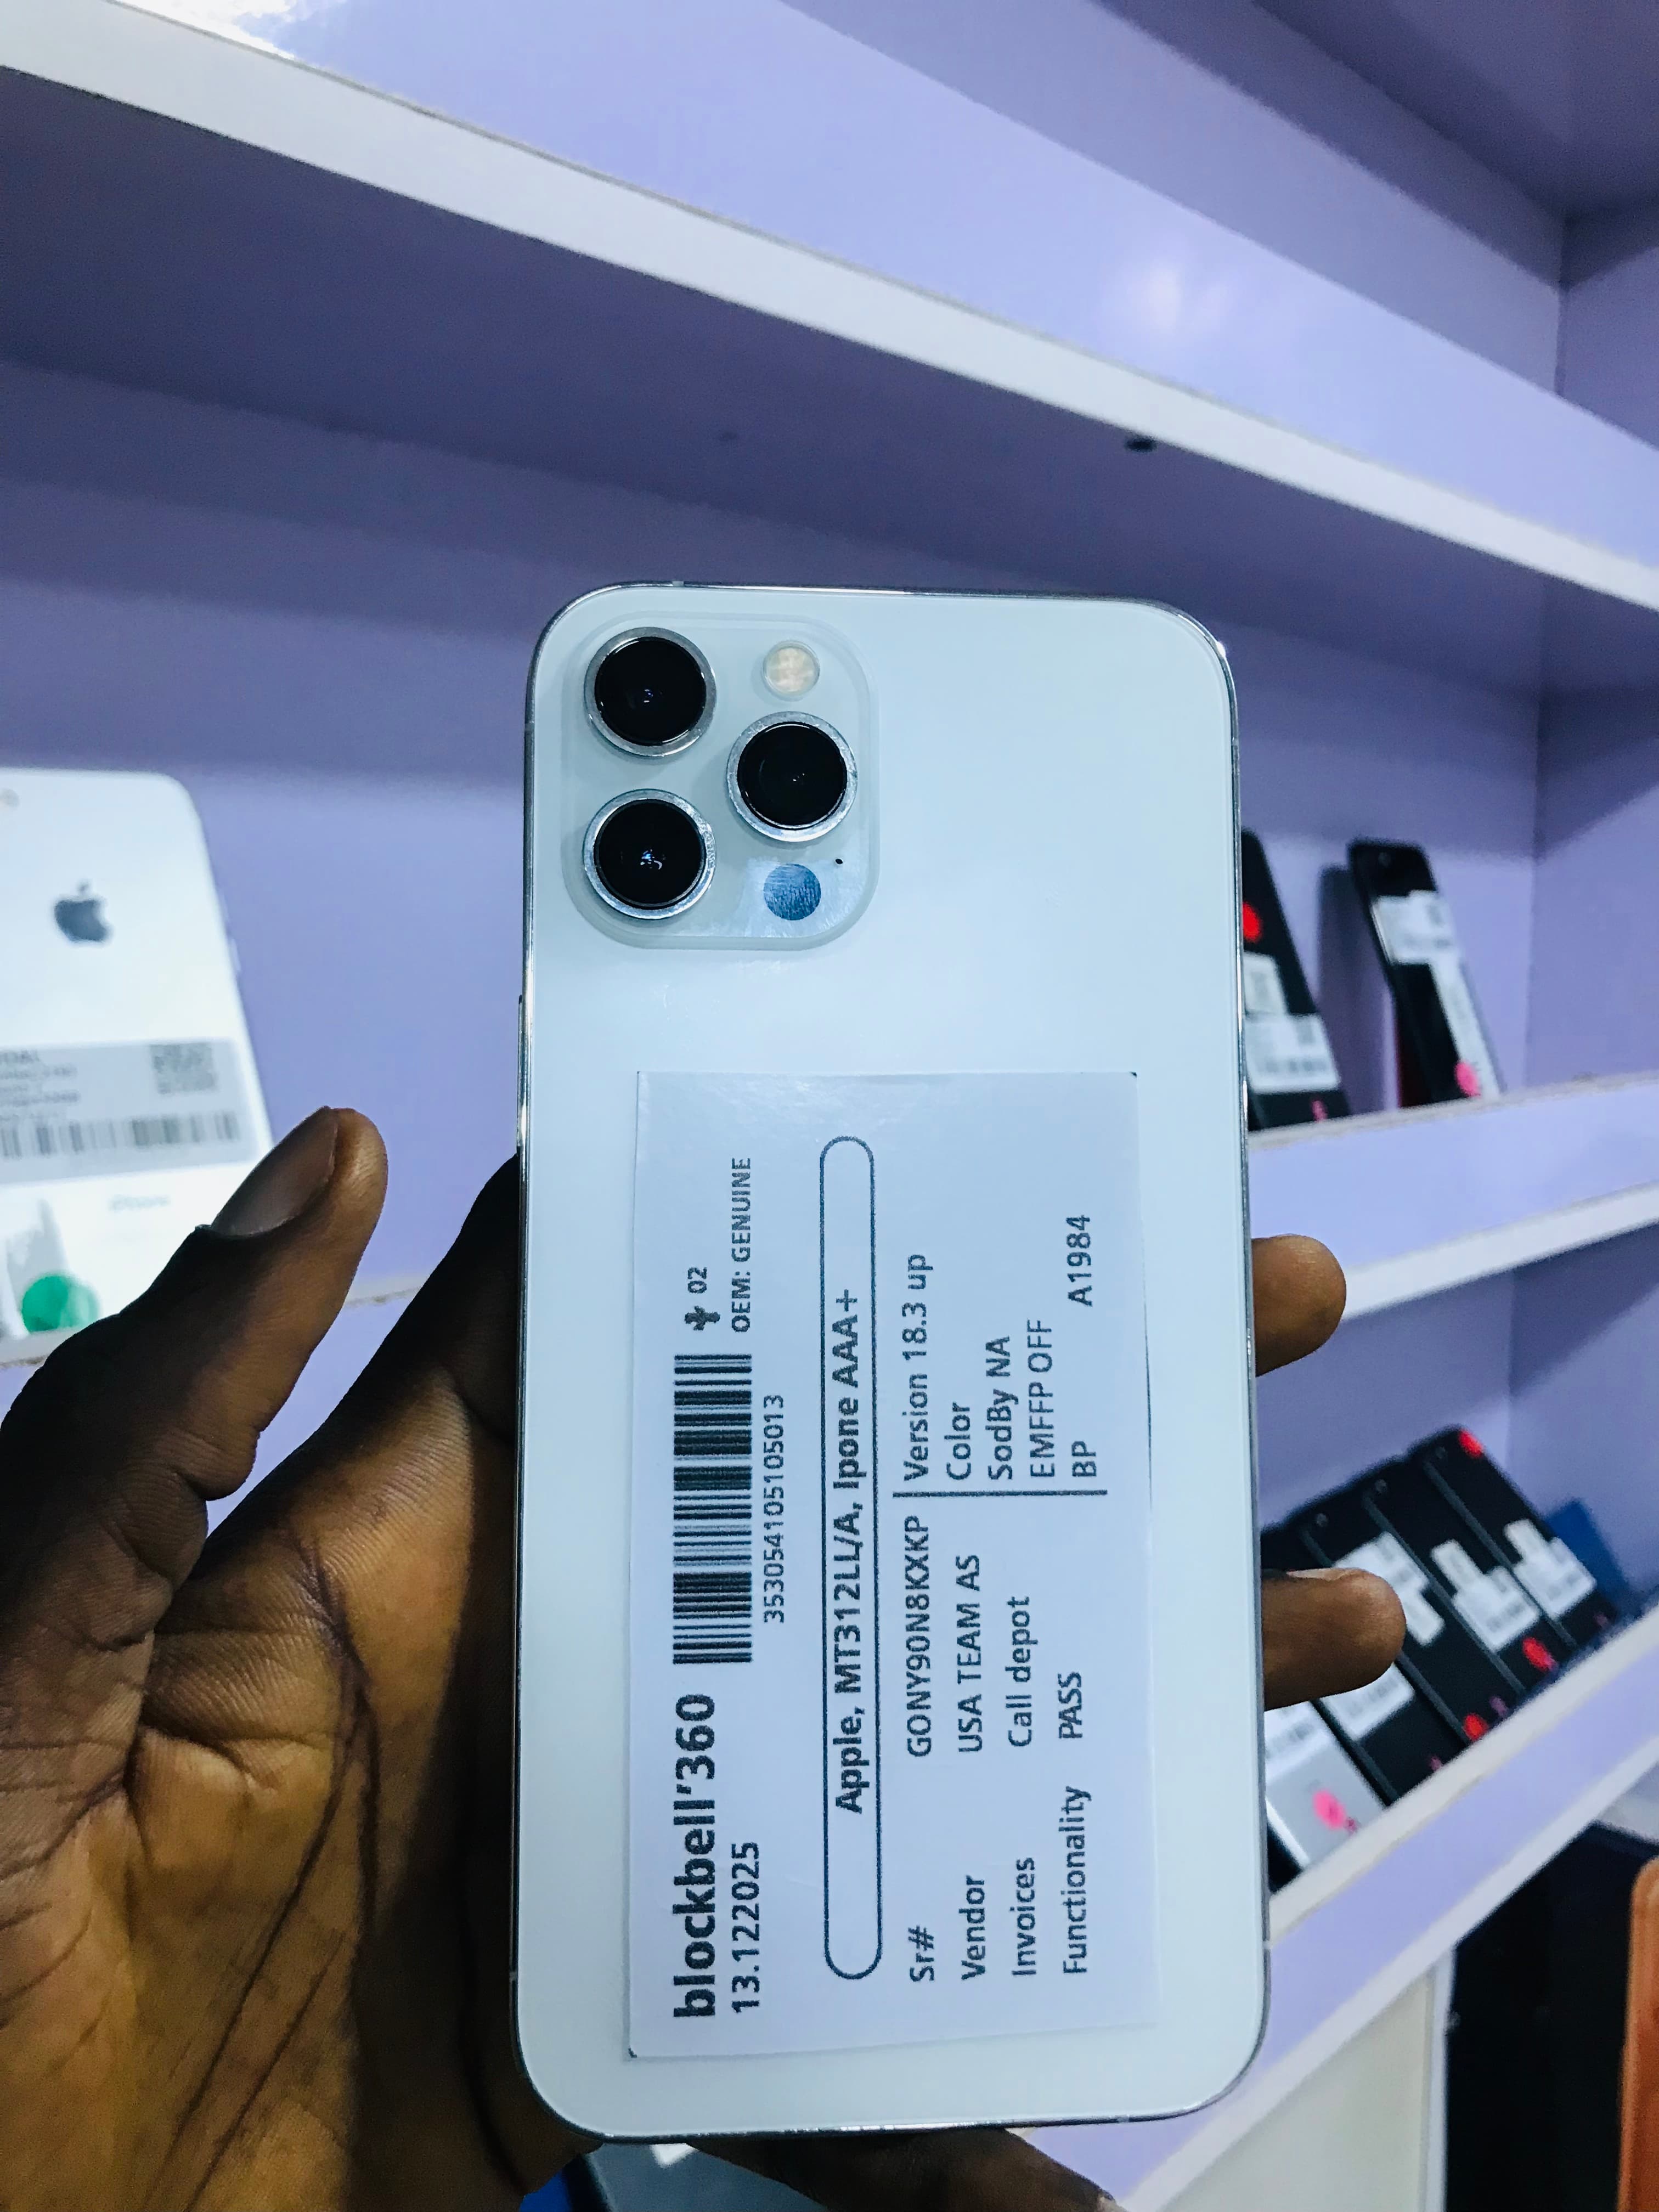 blockbell'360
13.122025
02
OEM: GENUINE
353054105105013
Apple, MT312LL/A, Ipone AAA+
Sr# GONY90N8KXKP
Vendor USA TEAM AS
Invoices Call depot
Functionality PASS
Version 18.3 up
Color
SodBy NA
EMFFP OFF
BP A1984
iPhone